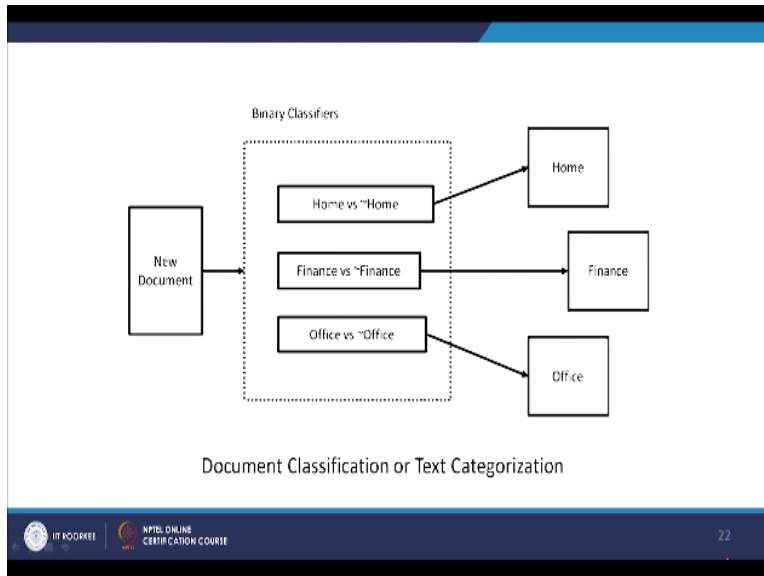 Binary Classifiers
New
Document
Home vs ~Home
Finance vs ~Finance
Office vs ~Office
Home
Finance
Office
Document Classification or Text Categorization
IIT ROORKEE
NPTEL ONLINE
CERTIFICATION COURSE
22